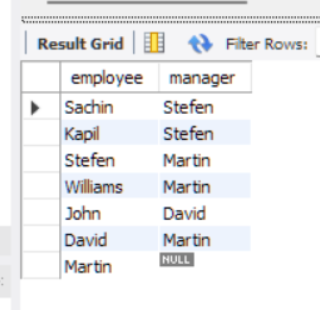 Result Grid Filter Rows:
employee manager
Sachin Stefen
Kapil Stefen
Stefen Martin
Williams Martin
John David
David Martin
Martin NULL